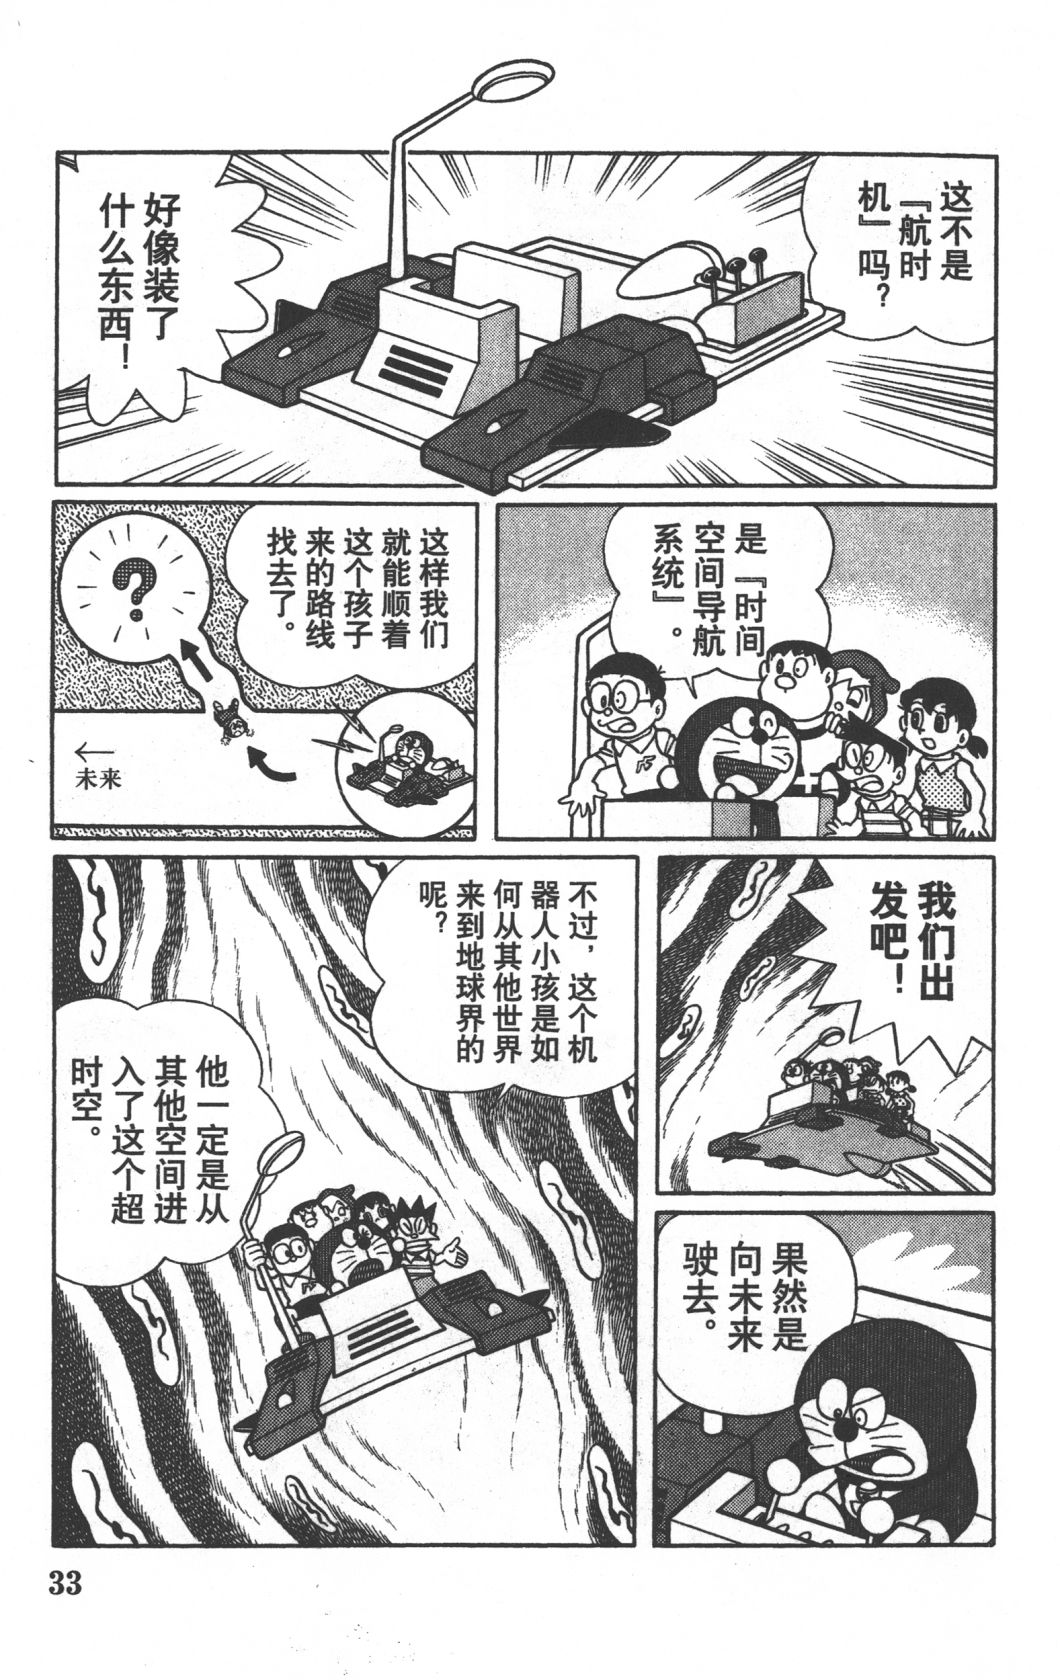 这不是
『航时
机』吗？
好像装了
什么东西！
是『时间
空间导航
系统』。
这样我们
就能顺着
这个孩子
来的路线
找去了。
←
未来
我们出
发吧！
果然是
向未来
驶去。
不过，这个机
器人小孩是如
何从其他世界
来到地球界的
呢？
他一定是从
其他空间进
入了这个超
时空。
33